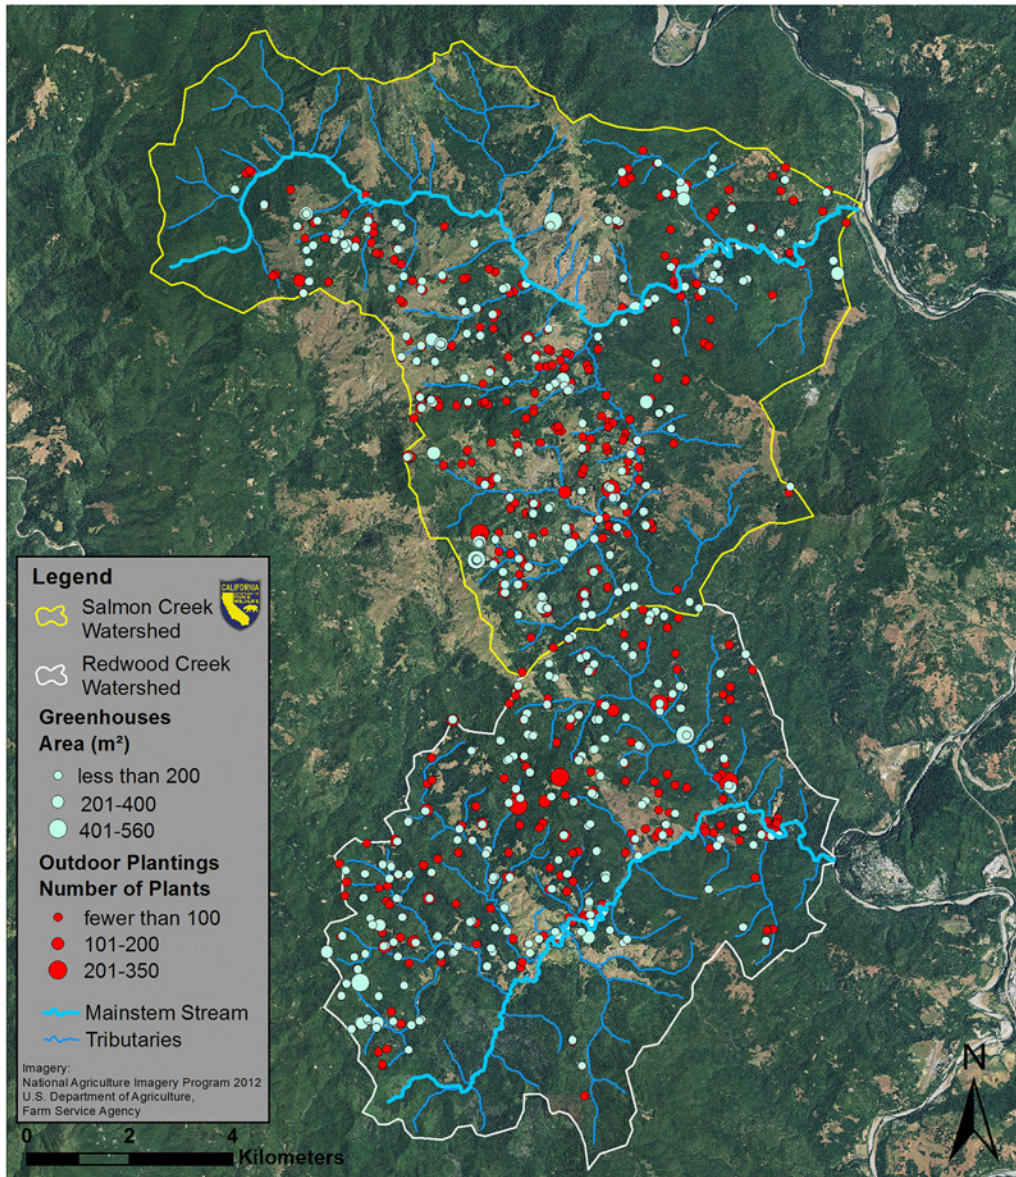 Legend
CALIFORNIA
Salmon Creek
Watershed
Redwood Creek
Watershed
Greenhouses
Area (m²)
less than 200
201-400
401-560
Outdoor Plantings
Number of Plants
fewer than 100
101-200
201-350
Mainstem Stream
Tributaries
Imagery:
National Agriculture Imagery Program 2012
U.S. Department of Agriculture,
Farm Service Agency
N
0 2 4
Kilometers